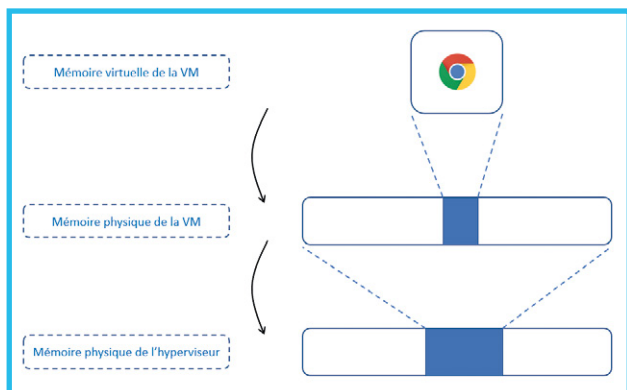 Mémoire virtuelle de la VM
Mémoire physique de la VM
Mémoire physique de l'hyperviseur